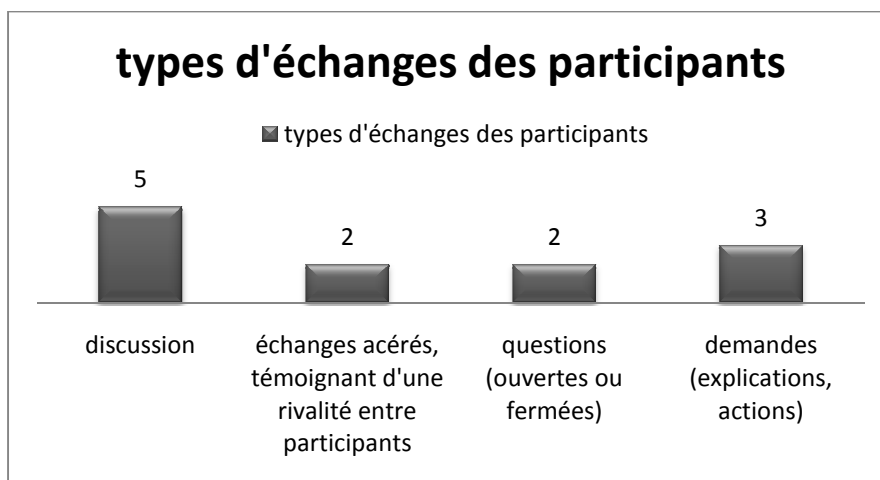 types d'échanges des participants
types d'échanges des participants
5
2
2
3
discussion
échanges acérés,
témoignant d'une
rivalité entre
participants
questions
(ouvertes ou
fermées)
demandes
(explications,
actions)